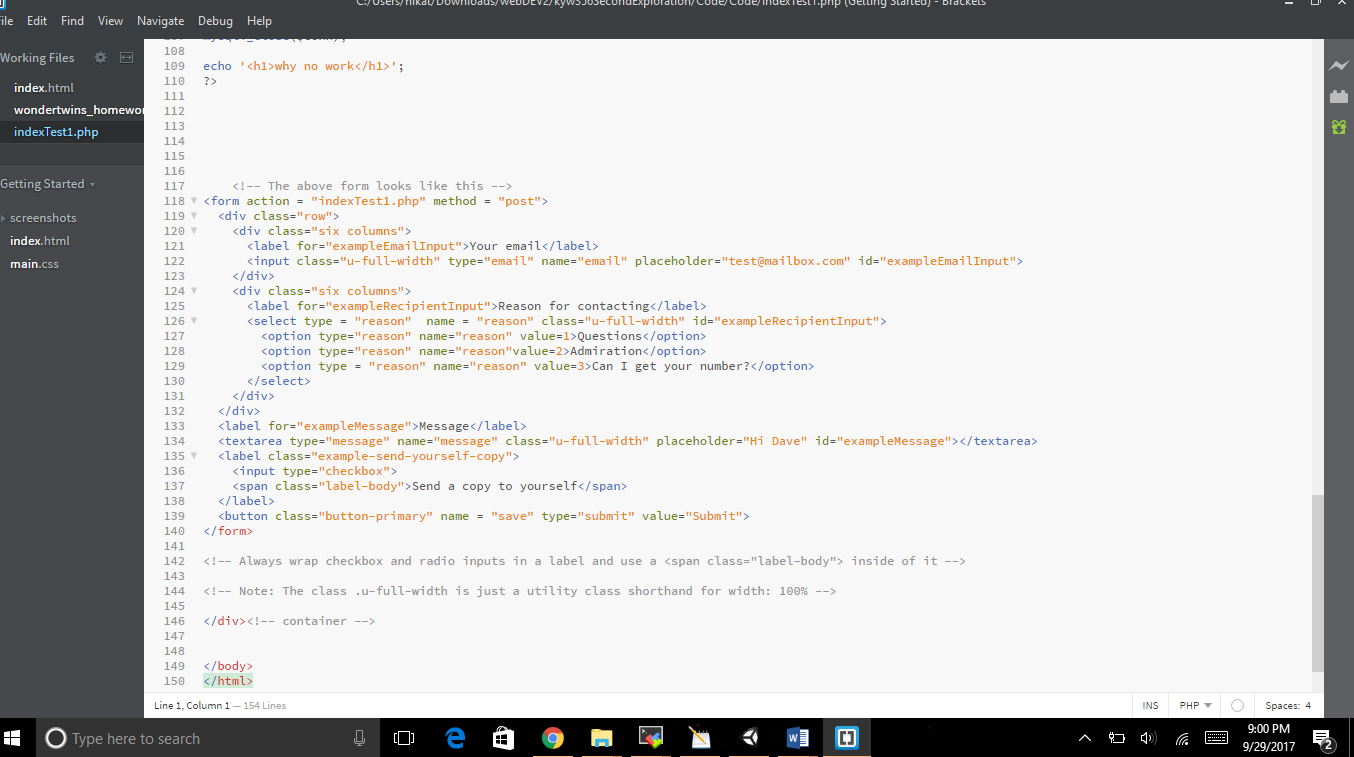 C:/Users/nikat/Downloads/webDEV2/kyw3563SecondExploration/Code/Code/indexTest1.php (Getting Started) - Brackets
File Edit Find View Navigate Debug Help
Working Files
index.html
wondertwins_homewor
indexTest1.php
Getting Started
screenshots
index.html
main.css
108
109 echo '<h1>why no work</h1>';
110 ?>
111
112
113
114
115
116
117 <!-- The above form looks like this -->
118 <form action = "indexTest1.php" method = "post">
119 <div class="row">
120 <div class="six columns">
121 <label for="exampleEmailInput">Your email</label>
122 <input class="u-full-width" type="email" name="email" placeholder="test@mailbox.com" id="exampleEmailInput">
123 </div>
124 <div class="six columns">
125 <label for="exampleRecipientInput">Reason for contacting</label>
126 <select type = "reason"  name = "reason" class="u-full-width" id="exampleRecipientInput">
127 <option type="reason" name="reason" value=1>Questions</option>
128 <option type="reason" name="reason"value=2>Admiration</option>
129 <option type = "reason" name="reason" value=3>Can I get your number?</option>
130 </select>
131 </div>
132 </div>
133 <label for="exampleMessage">Message</label>
134 <textarea type="message" name="message" class="u-full-width" placeholder="Hi Dave" id="exampleMessage"></textarea>
135 <label class="example-send-yourself-copy">
136 <input type="checkbox">
137 <span class="label-body">Send a copy to yourself</span>
138 </label>
139 <button class="button-primary" name = "save" type="submit" value="Submit">
140 </form>
141
142 <!-- Always wrap checkbox and radio inputs in a label and use a <span class="label-body"> inside of it -->
143
144 <!-- Note: The class .u-full-width is just a utility class shorthand for width: 100% -->
145
146 </div><!-- container -->
147
148
149 </body>
150 </html>
Line 1, Column 1 — 154 Lines
INS PHP Spaces: 4
Type here to search
9:00 PM
9/29/2017
2